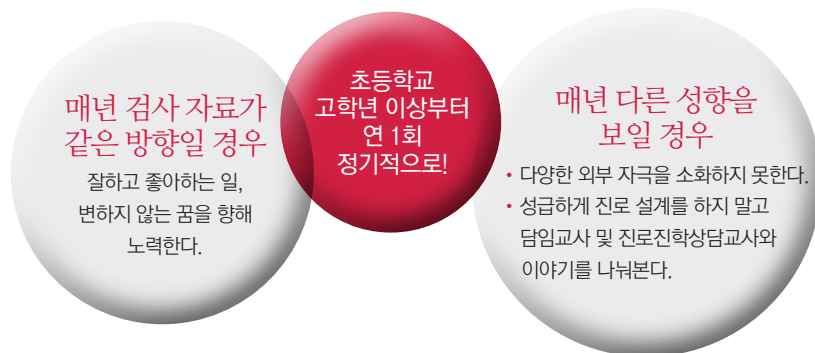 매년 검사 자료가
같은 방향일 경우
잘하고 좋아하는 일,
변하지 않는 꿈을 향해
노력한다.
초등학교
고학년 이상부터
연 1회
정기적으로!
매년 다른 성향을
보일 경우
• 다양한 외부 자극을 소화하지 못한다.
• 성급하게 진로 설계를 하지 말고
담임교사 및 진로진학상담교사와
이야기를 나눠본다.